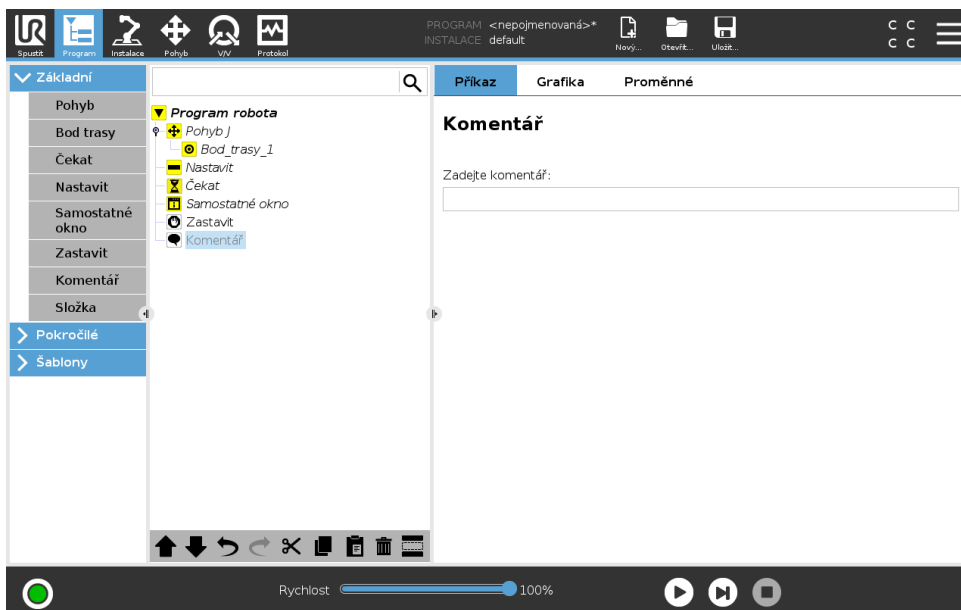 PROGRAM <nepojmenovaná>*
INSTALACE default
C C
C C
Spustit Program Instalace Pohyb V/V Protokol Nový... Otevřít... Uložit...
Základní
Pohyb
Bod trasy
Čekat
Nastavit
Samostatné
okno
Zastavit
Komentář
Složka
Pokročilé
Šablony
Program robota
Pohyb J
Bod_trasy_1
Nastavit
Čekat
Samostatné okno
Zastavit
Komentář
Příkaz Grafika Proměnné
Komentář
Zadejte komentář:
Rychlost 100%